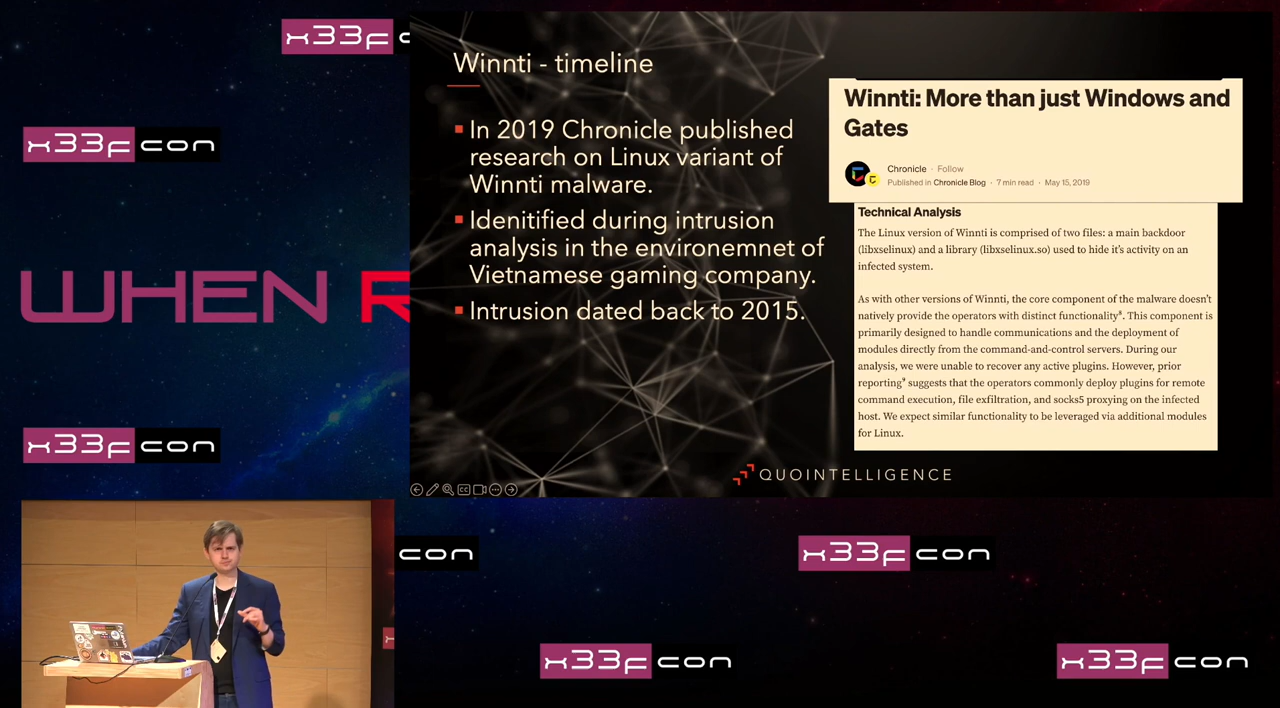 x33fc
x33fcon
WHEN R
x33fcon
Winnti - timeline
▪ In 2019 Chronicle published
research on Linux variant of
Winnti malware.
▪ Idenitified during intrusion
analysis in the environemnet of
Vietnamese gaming company.
▪ Intrusion dated back to 2015.
Winnti: More than just Windows and
Gates
Chronicle · Follow
Published in Chronicle Blog · 7 min read · May 15, 2019
Technical Analysis
The Linux version of Winnti is comprised of two files: a main backdoor
(libxselinux) and a library (libxselinux.so) used to hide it's activity on an
infected system.
As with other versions of Winnti, the core component of the malware doesn't
natively provide the operators with distinct functionality⁸. This component is
primarily designed to handle communications and the deployment of
modules directly from the command-and-control servers. During our
analysis, we were unable to recover any active plugins. However, prior
reporting⁹ suggests that the operators commonly deploy plugins for remote
command execution, file exfiltration, and socks5 proxying on the infected
host. We expect similar functionality to be leveraged via additional modules
for Linux.
QUOINTELLIGENCE
CC
con
x33fcon
x33fcon
x33fcon